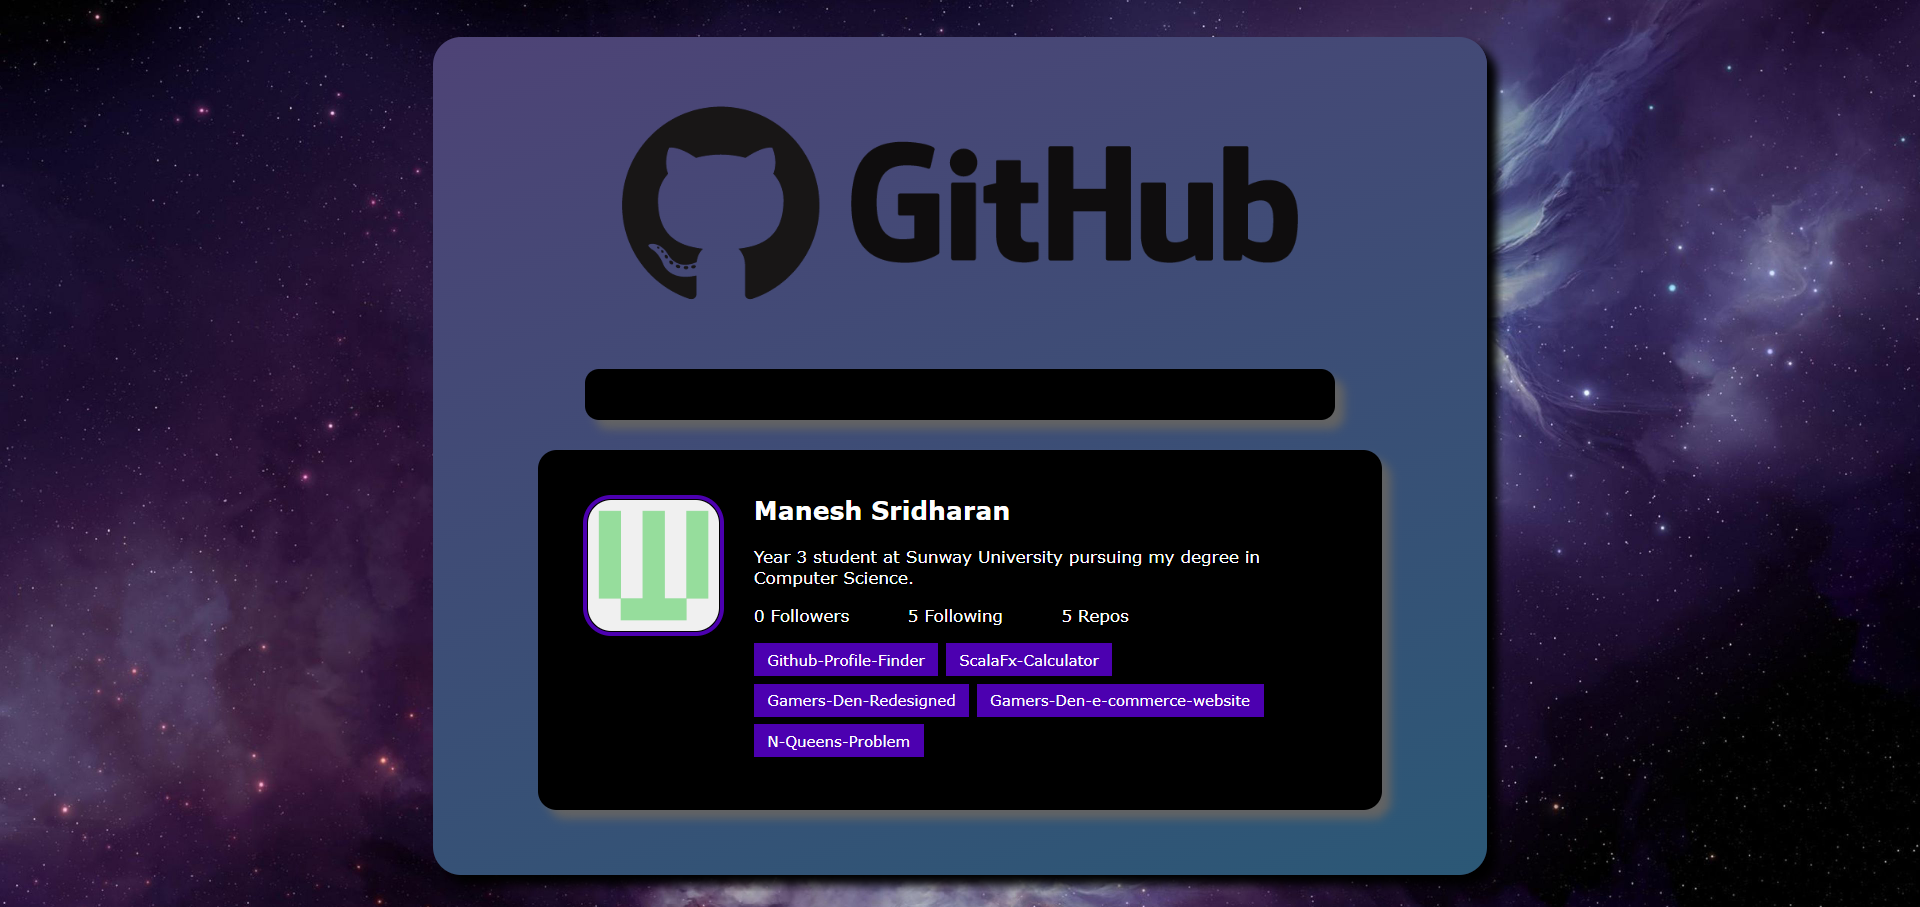 GitHub
Manesh Sridharan
Year 3 student at Sunway University pursuing my degree in
Computer Science.
0 Followers 5 Following 5 Repos
Github-Profile-Finder ScalaFx-Calculator
Gamers-Den-Redesigned Gamers-Den-e-commerce-website
N-Queens-Problem